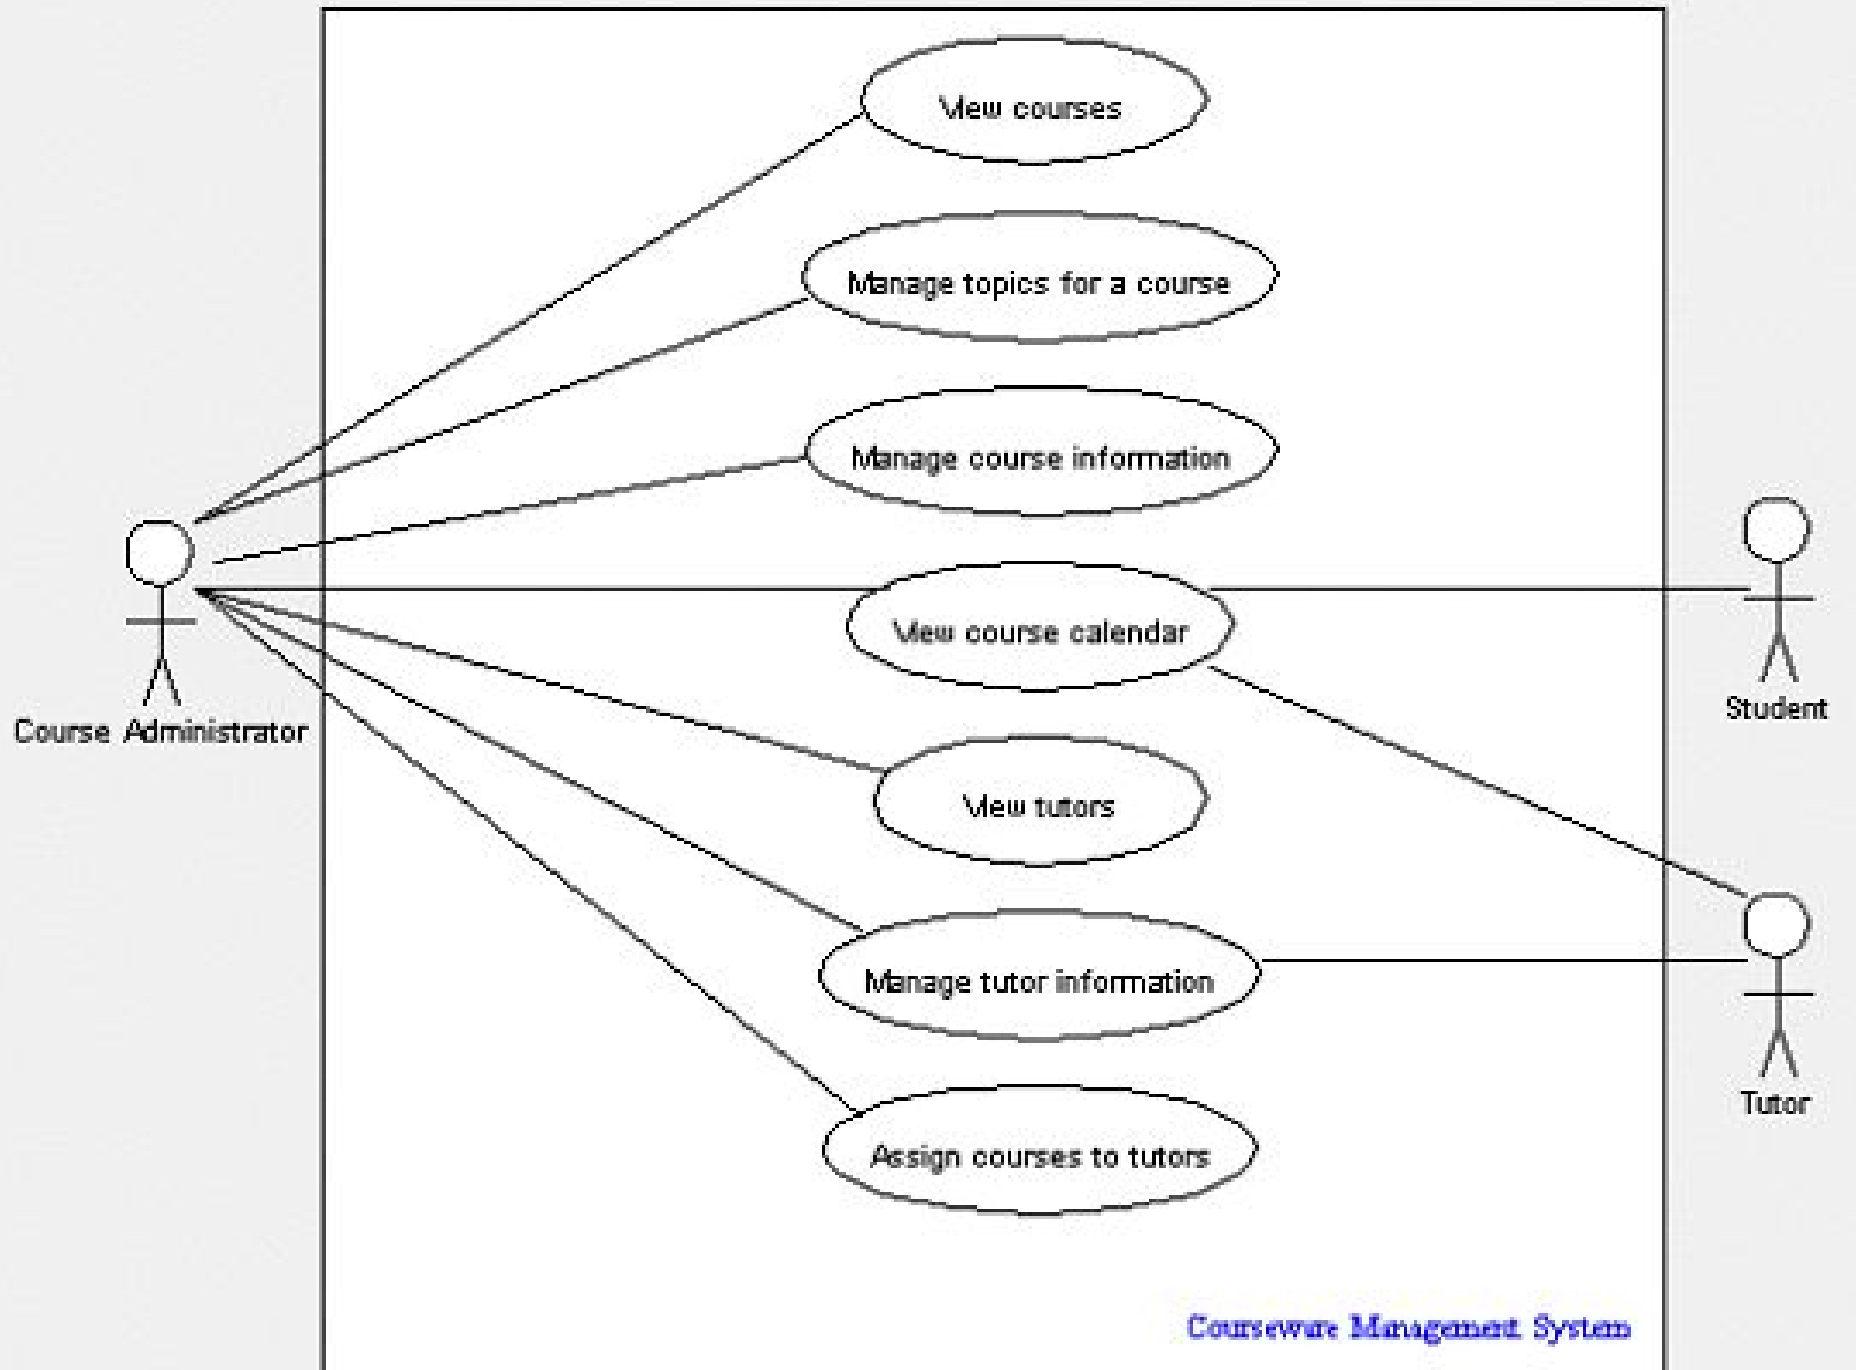 View courses
Manage topics for a course
Manage course information
View course calendar
Course Administrator
Student
View tutors
Manage tutor information
Tutor
Assign courses to tutors
Courseware Management System